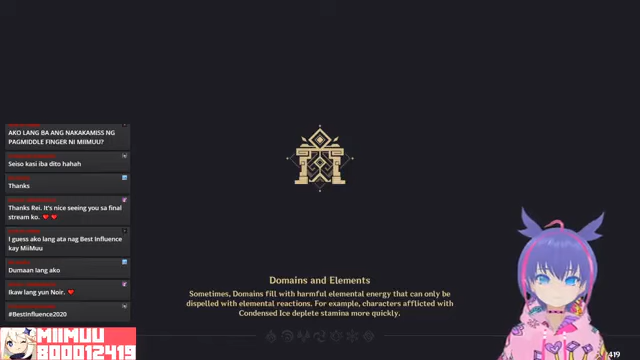 AKO LANG BA ANG NAKAKAMISS NG
PAGMIDDLE FINGER NI MIIMUU?
Seiso kasi iba dito hahah
Thanks
Thanks Rei. It's nice seeing you sa final
stream ko. ❤ ❤
I guess ako lang ata nag Best Influence
kay MiiMuu
Dumaan lang ako
Ikaw lang yun Noir. ❤
#BestInfluence2020
Domains and Elements
Sometimes, Domains fill with harmful elemental energy that can only be
dispelled with elemental reactions. For example, characters afflicted with
Condensed Ice deplete stamina more quickly.
MIIMUU
800012419
/419